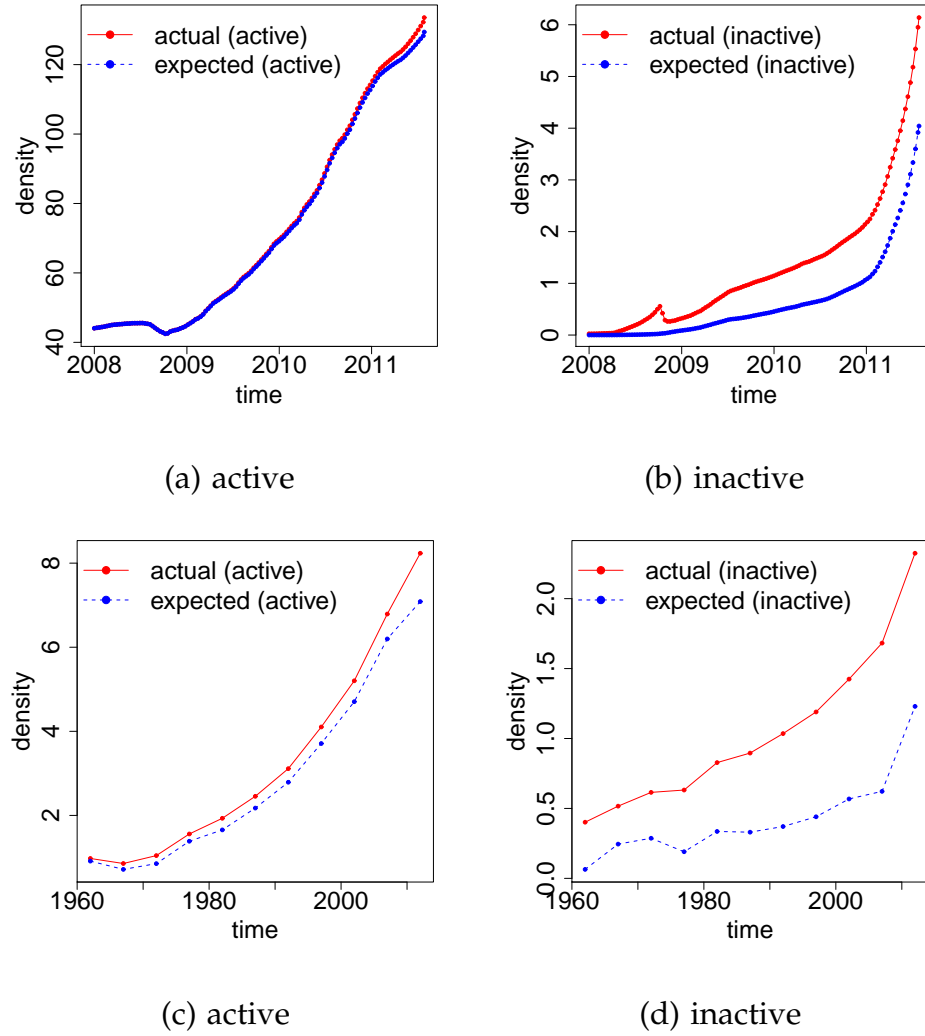 actual (active)
expected (active)
density
40 60 80 100 120
2008 2009 2010 2011
time
(a) active
actual (inactive)
expected (inactive)
density
0 1 2 3 4 5 6
2008 2009 2010 2011
time
(b) inactive
actual (active)
expected (active)
density
2 4 6 8
1960 1980 2000
time
(c) active
actual (inactive)
expected (inactive)
density
0.0 0.5 1.0 1.5 2.0
1960 1980 2000
time
(d) inactive